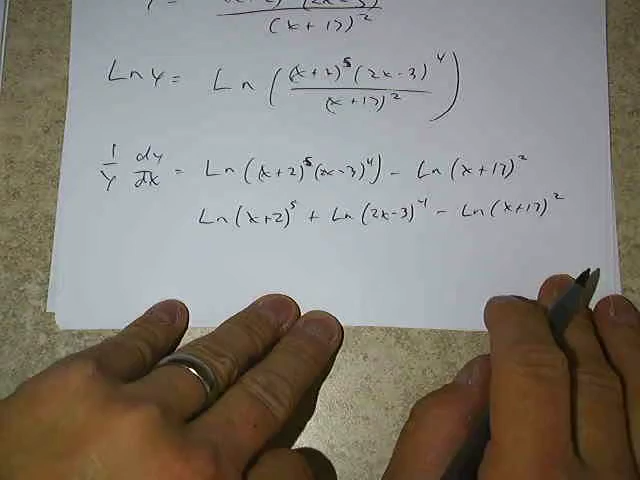 Y =
(x+17)²
Ln y = Ln ( (x+2)⁵ (2x-3)⁴ / (x+17)² )
1/Y dy/dx = Ln((x+2)⁵(2x-3)⁴) - Ln(x+17)²
Ln(x+2)⁵ + Ln(2x-3)⁴ - Ln(x+17)²